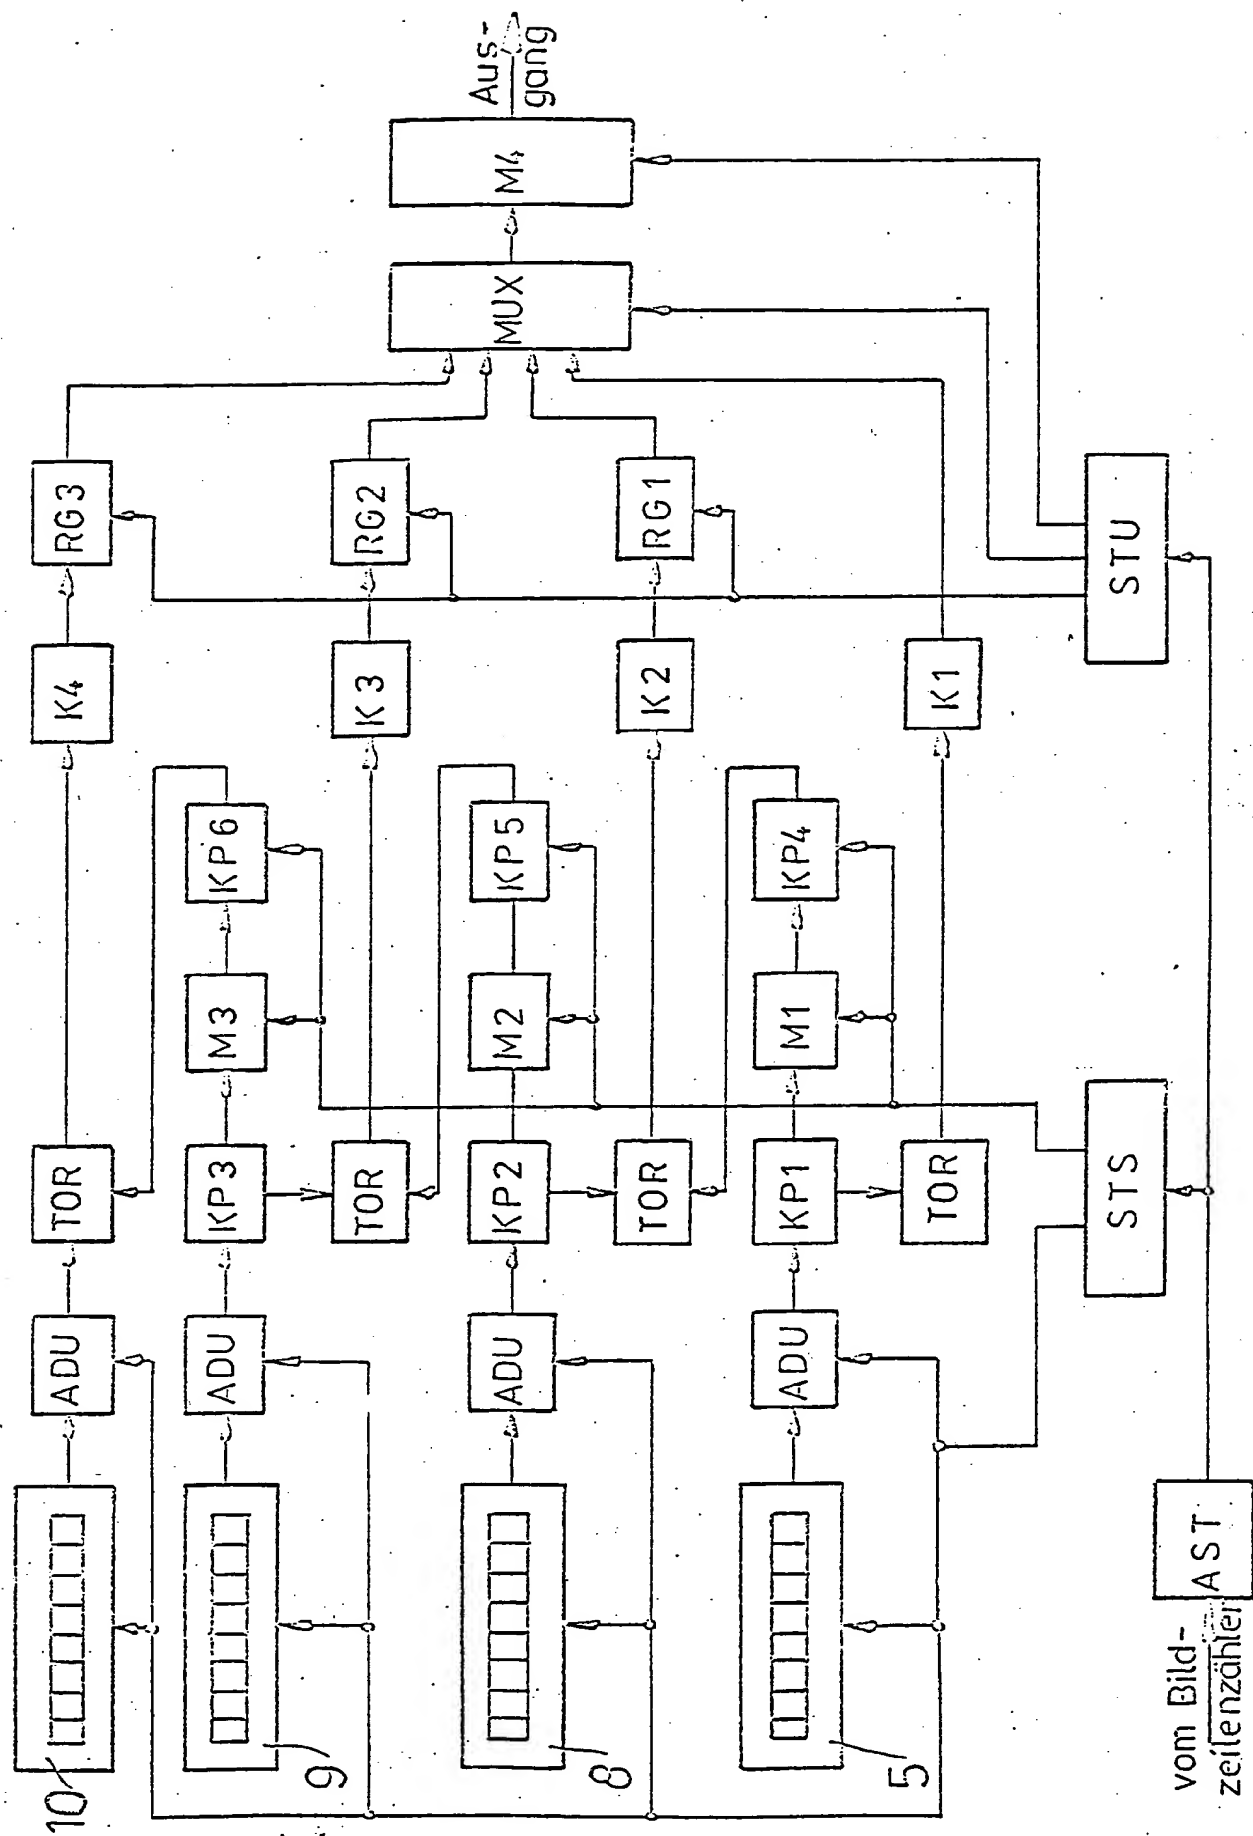 10
ADU
TOR
K4
RG3
9
ADU
KP3
M3
KP6
TOR
K3
RG2
8
ADU
KP2
M2
KP5
TOR
K2
RG1
5
ADU
KP1
M1
KP4
TOR
K1
MUX
M4
Aus-
gang
STS
STU
AST
vom Bild-
zeilenzähler